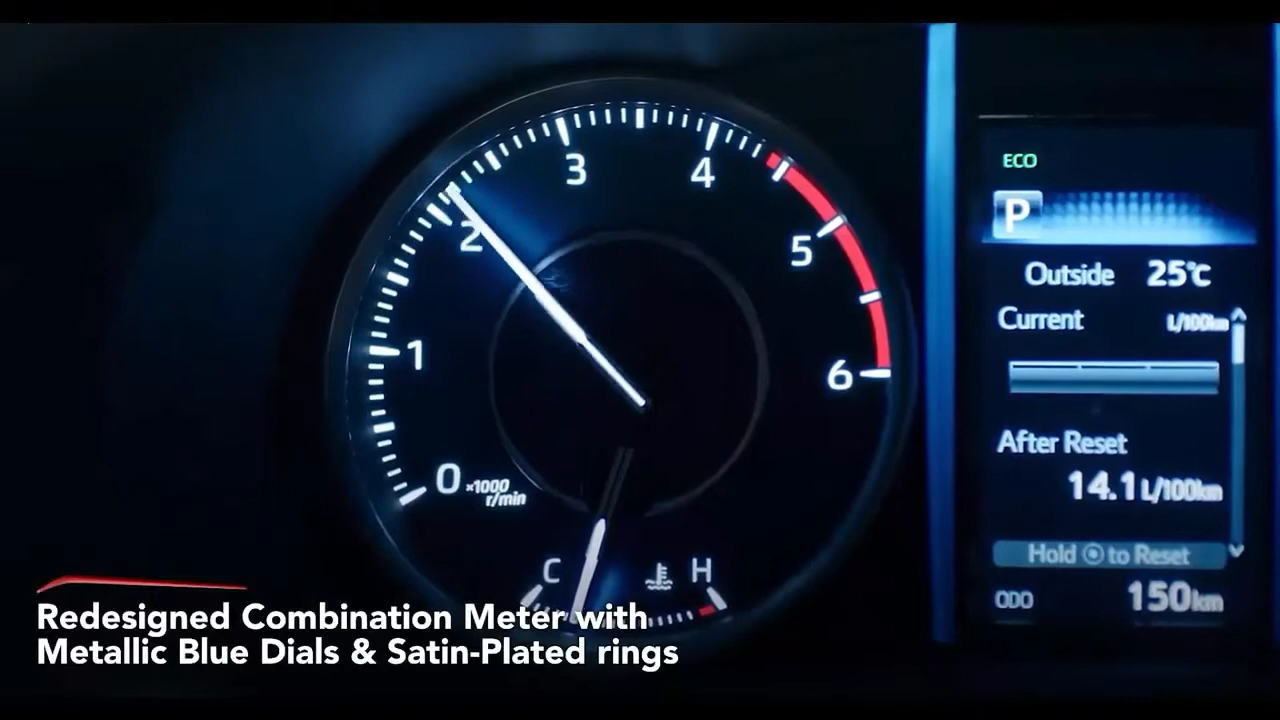 3
4
2
5
1
6
0
×1000
r/min
C
H
ECO
P
Outside 25°C
Current L/100km
After Reset
14.1 L/100km
Hold to Reset
ODO 150km
Redesigned Combination Meter with
Metallic Blue Dials & Satin-Plated rings